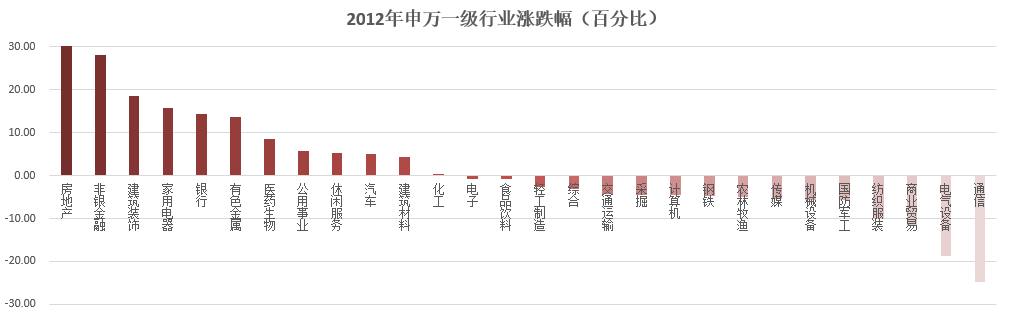 2012年申万一级行业涨跌幅（百分比）
30.00
20.00
10.00
0.00
-10.00
-20.00
-30.00
房地产
非银金融
建筑装饰
家用电器
银行
有色金属
医药生物
公用事业
休闲服务
汽车
建筑材料
化工
电子
食品饮料
轻工制造
综合
交通运输
采掘
计算机
钢铁
农林牧渔
传媒
机械设备
国防军工
纺织服装
商业贸易
电气设备
通信